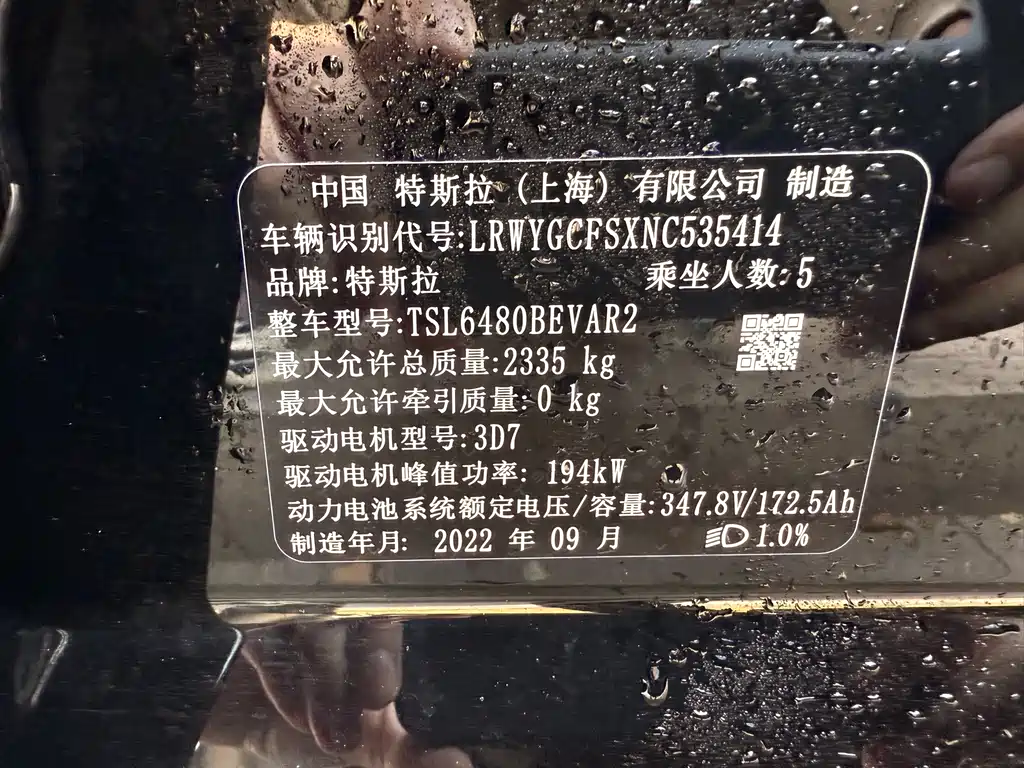 中国 特斯拉 (上海) 有限公司 制造
车辆识别代号:LRWYGCFSXNC535414
品牌:特斯拉 乘坐人数:5
整车型号:TSL6480BEVAR2
最大允许总质量:2335 kg
最大允许牵引质量:0 kg
驱动电机型号:3D7
驱动电机峰值功率: 194kW
动力电池系统额定电压/容量:347.8V/172.5Ah
制造年月: 2022 年 09 月 1.0%